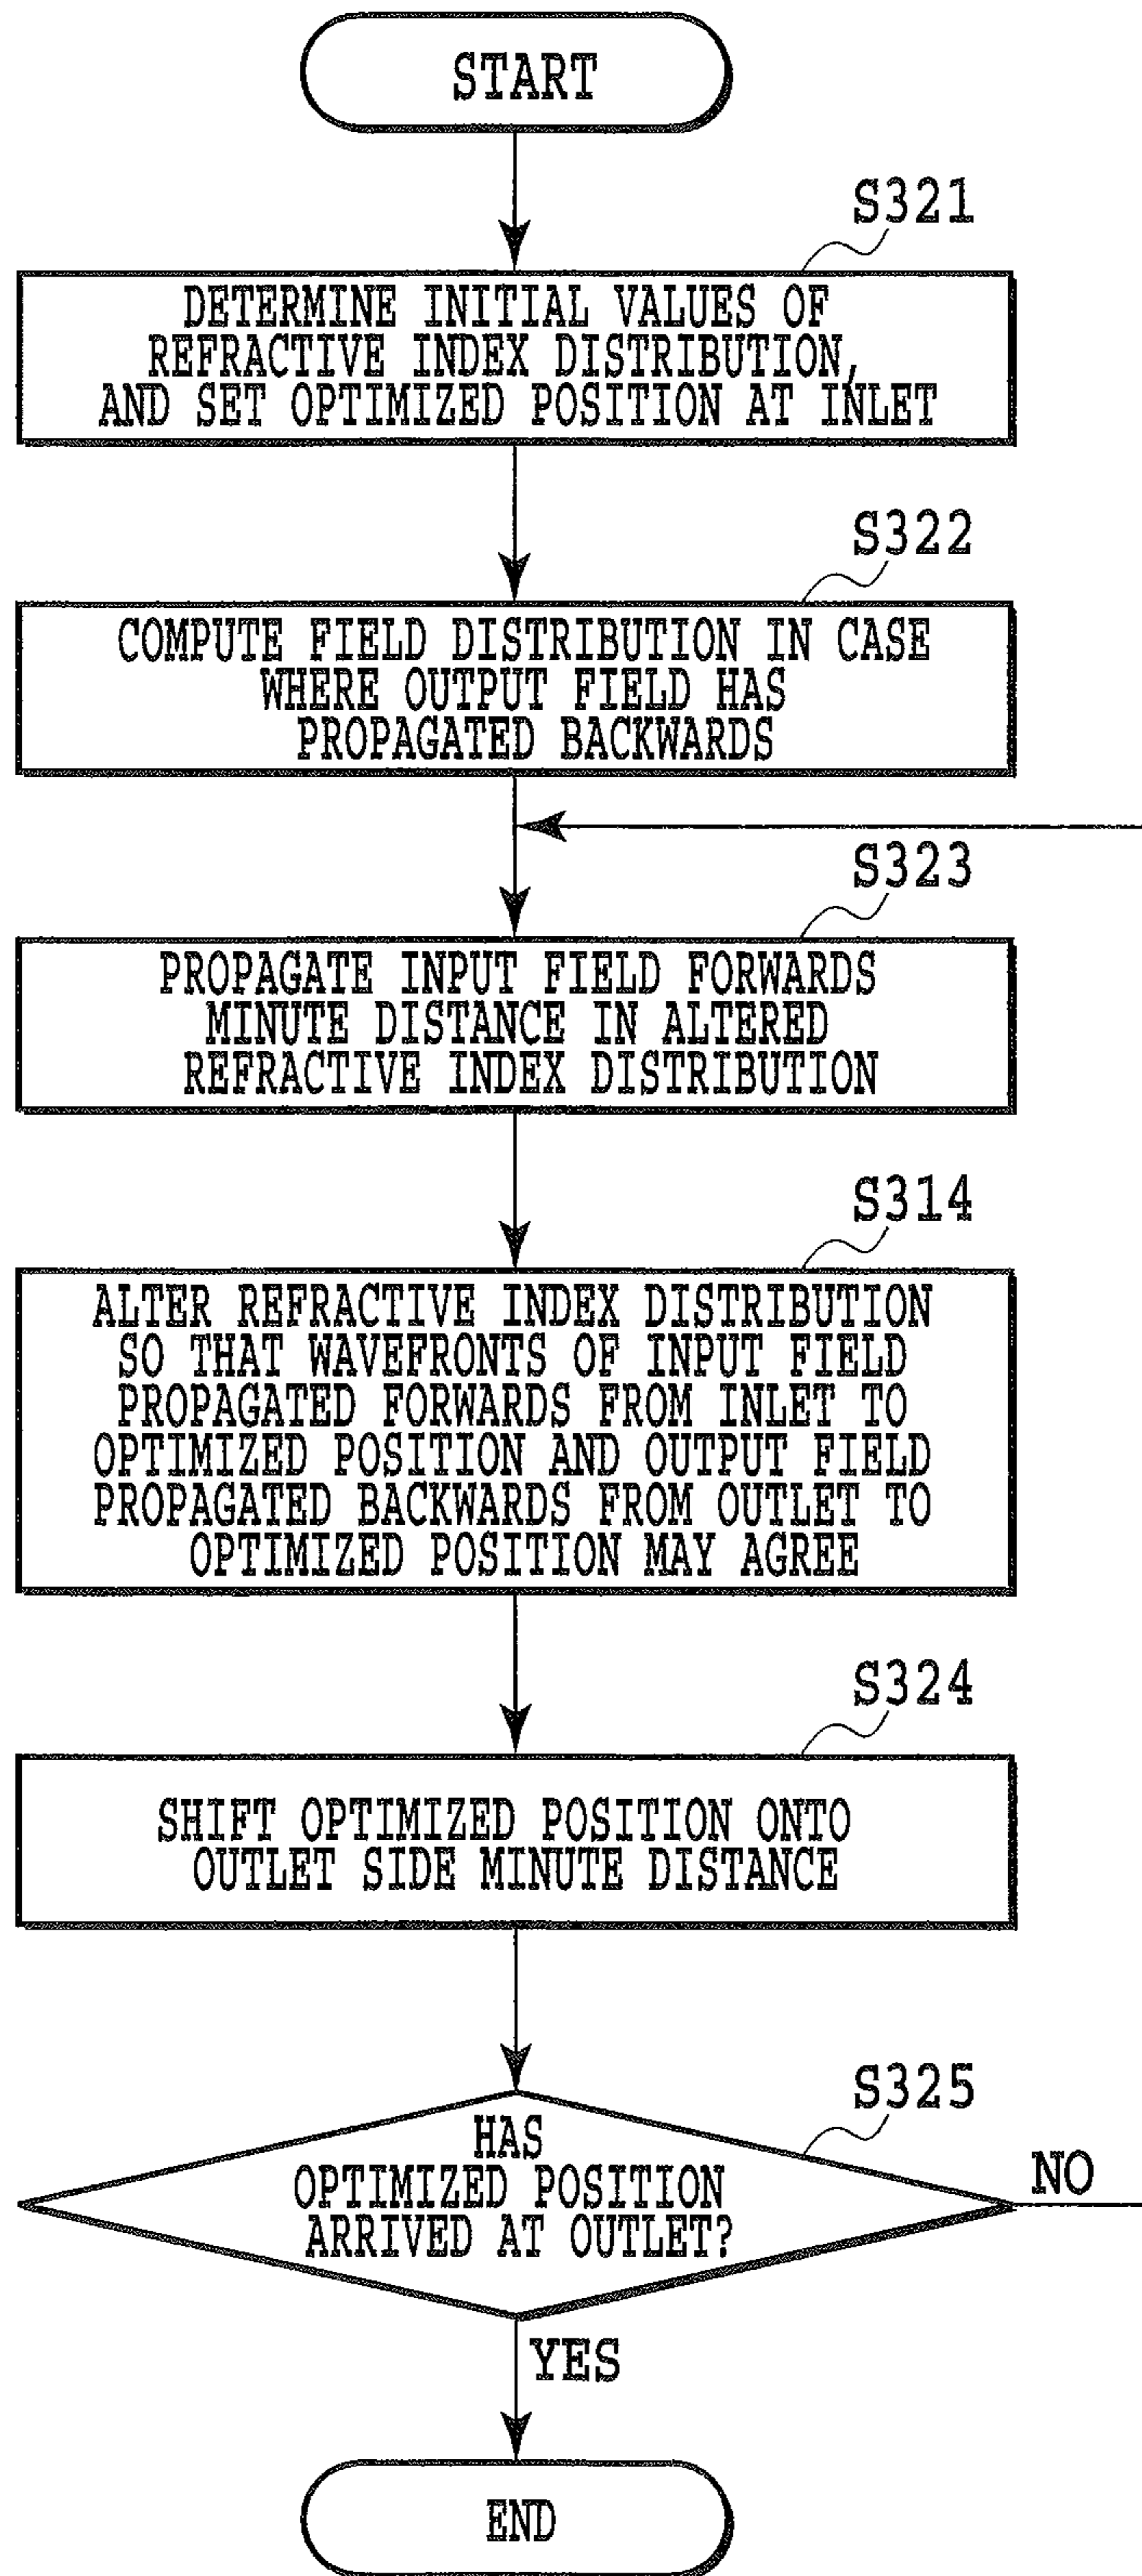 START
S321
DETERMINE INITIAL VALUES OF
REFRACTIVE INDEX DISTRIBUTION,
AND SET OPTIMIZED POSITION AT INLET
S322
COMPUTE FIELD DISTRIBUTION IN CASE
WHERE OUTPUT FIELD HAS
PROPAGATED BACKWARDS
S323
PROPAGATE INPUT FIELD FORWARDS
MINUTE DISTANCE IN ALTERED
REFRACTIVE INDEX DISTRIBUTION
S314
ALTER REFRACTIVE INDEX DISTRIBUTION
SO THAT WAVEFRONTS OF INPUT FIELD
PROPAGATED FORWARDS FROM INLET TO
OPTIMIZED POSITION AND OUTPUT FIELD
PROPAGATED BACKWARDS FROM OUTLET TO
OPTIMIZED POSITION MAY AGREE
S324
SHIFT OPTIMIZED POSITION ONTO
OUTLET SIDE MINUTE DISTANCE
S325
HAS
OPTIMIZED POSITION
ARRIVED AT OUTLET?
NO
YES
END